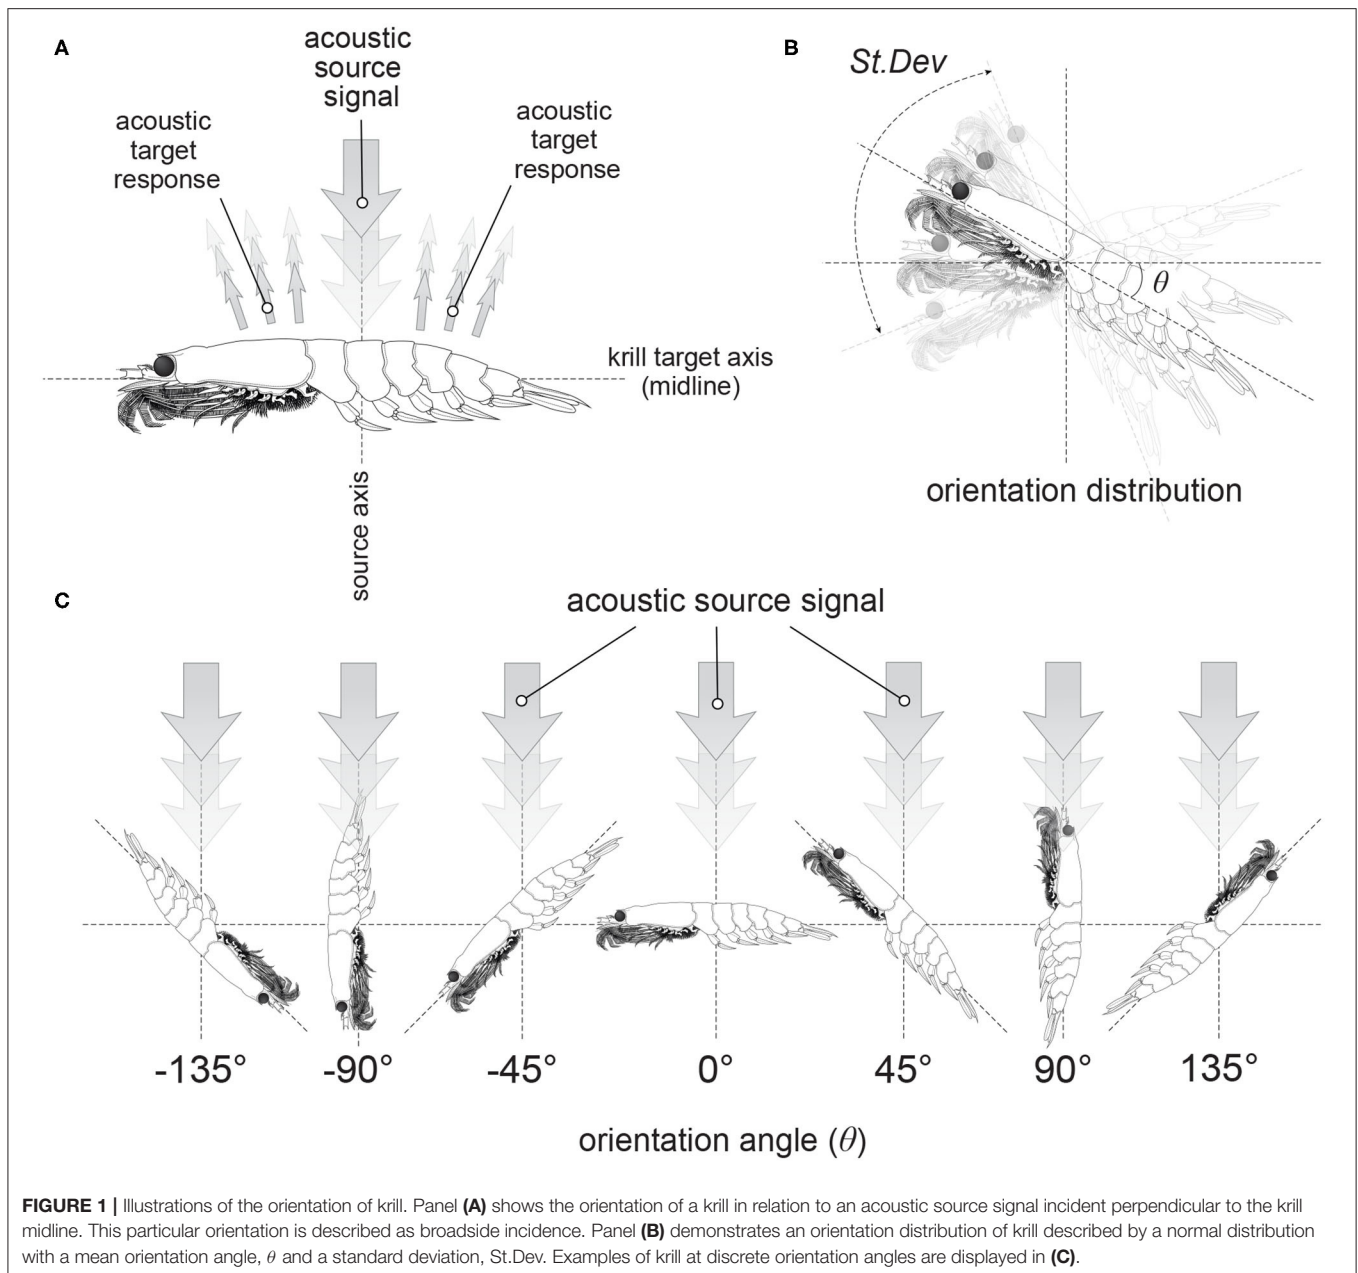 A
acoustic
source
signal
acoustic
target
response
acoustic
target
response
krill target axis
(midline)
source axis
B
St.Dev
θ
orientation distribution
C
acoustic source signal
-135°
-90°
-45°
0°
45°
90°
135°
orientation angle (θ)
FIGURE 1 | Illustrations of the orientation of krill. Panel (A) shows the orientation of a krill in relation to an acoustic source signal incident perpendicular to the krill
midline. This particular orientation is described as broadside incidence. Panel (B) demonstrates an orientation distribution of krill described by a normal distribution
with a mean orientation angle, θ and a standard deviation, St.Dev. Examples of krill at discrete orientation angles are displayed in (C).